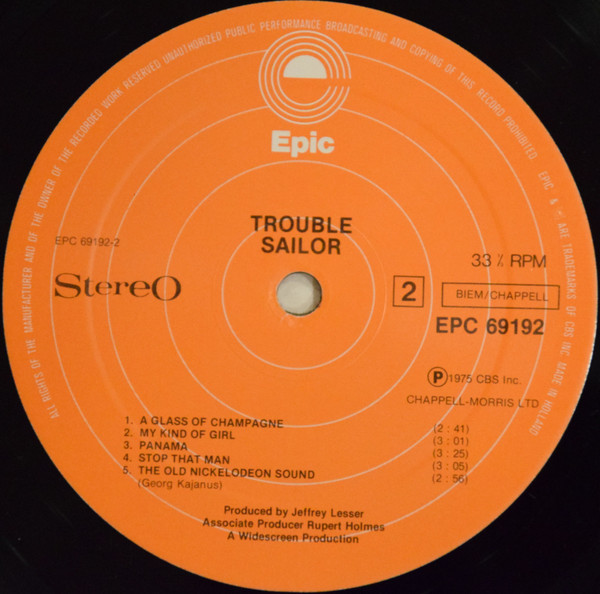 ALL RIGHTS OF THE MANUFACTURER AND OF THE OWNER OF THE RECORDED WORK RESERVED UNAUTHORIZED PUBLIC PERFORMANCE BROADCASTING AND COPYING OF THIS RECORD PROHIBITED EPIC & ARE TRADEMARKS OF CBS INC. MADE IN HOLLAND
Epic
TROUBLE
SAILOR
EPC 69192-2
Stereo
33 ⅓ RPM
2
BIEM/CHAPPELL
EPC 69192
Ⓟ1975 CBS Inc.
CHAPPELL-MORRIS LTD
1. A GLASS OF CHAMPAGNE (2 : 41)
2. MY KIND OF GIRL (3 : 01)
3. PANAMA (3 : 25)
4. STOP THAT MAN (3 : 05)
5. THE OLD NICKELODEON SOUND (2 : 56)
(Georg Kajanus)
Produced by Jeffrey Lesser
Associate Producer Rupert Holmes
A Widescreen Production